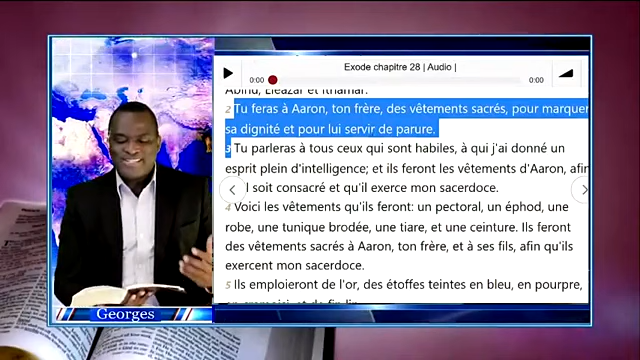 Exode chapitre 28 | Audio |
0:00
0:00
Abihu, Éléazar et Ithamar.
2 Tu feras à Aaron, ton frère, des vêtements sacrés, pour marquer
sa dignité et pour lui servir de parure.
3 Tu parleras à tous ceux qui sont habiles, à qui j'ai donné un
esprit plein d'intelligence; et ils feront les vêtements d'Aaron, afin
l soit consacré et qu'il exerce mon sacerdoce.
4 Voici les vêtements qu'ils feront: un pectoral, un éphod, une
robe, une tunique brodée, une tiare, et une ceinture. Ils feront
des vêtements sacrés à Aaron, ton frère, et à ses fils, afin qu'ils
exercent mon sacerdoce.
5 Ils emploieront de l'or, des étoffes teintes en bleu, en pourpre,
Georges